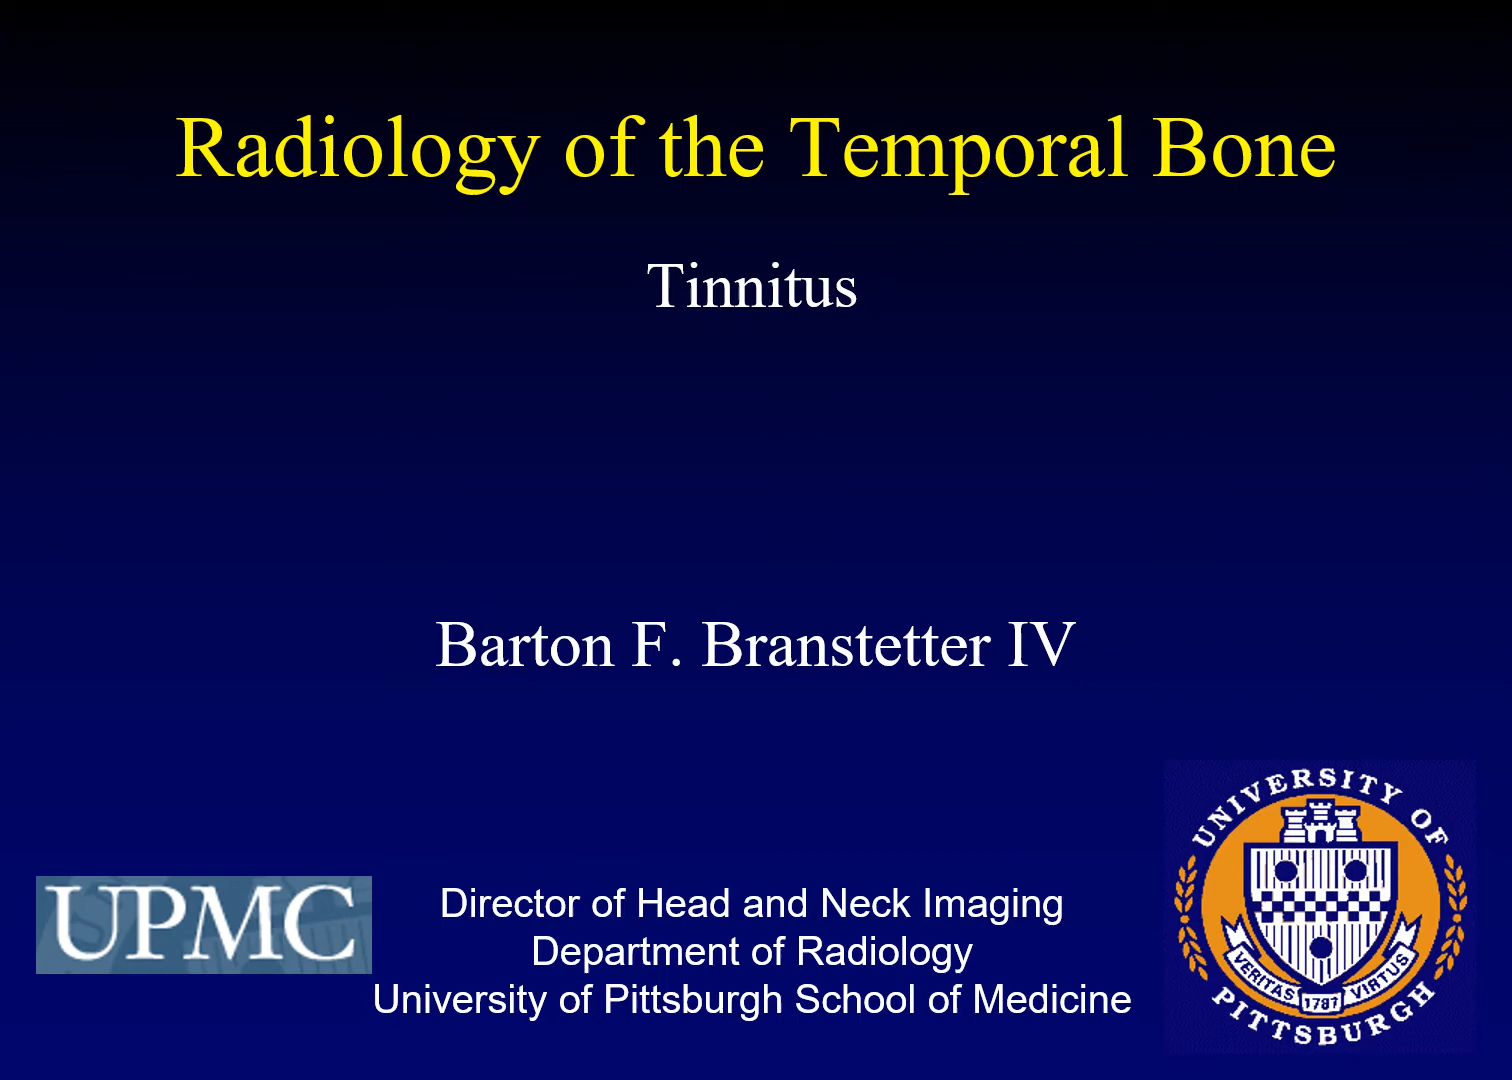 Radiology of the Temporal Bone
Tinnitus
Barton F. Branstetter IV
UPMC
Director of Head and Neck Imaging
Department of Radiology
University of Pittsburgh School of Medicine
UNIVERSITY OF
VERITAS 1787 VIRTUS
PITTSBURGH